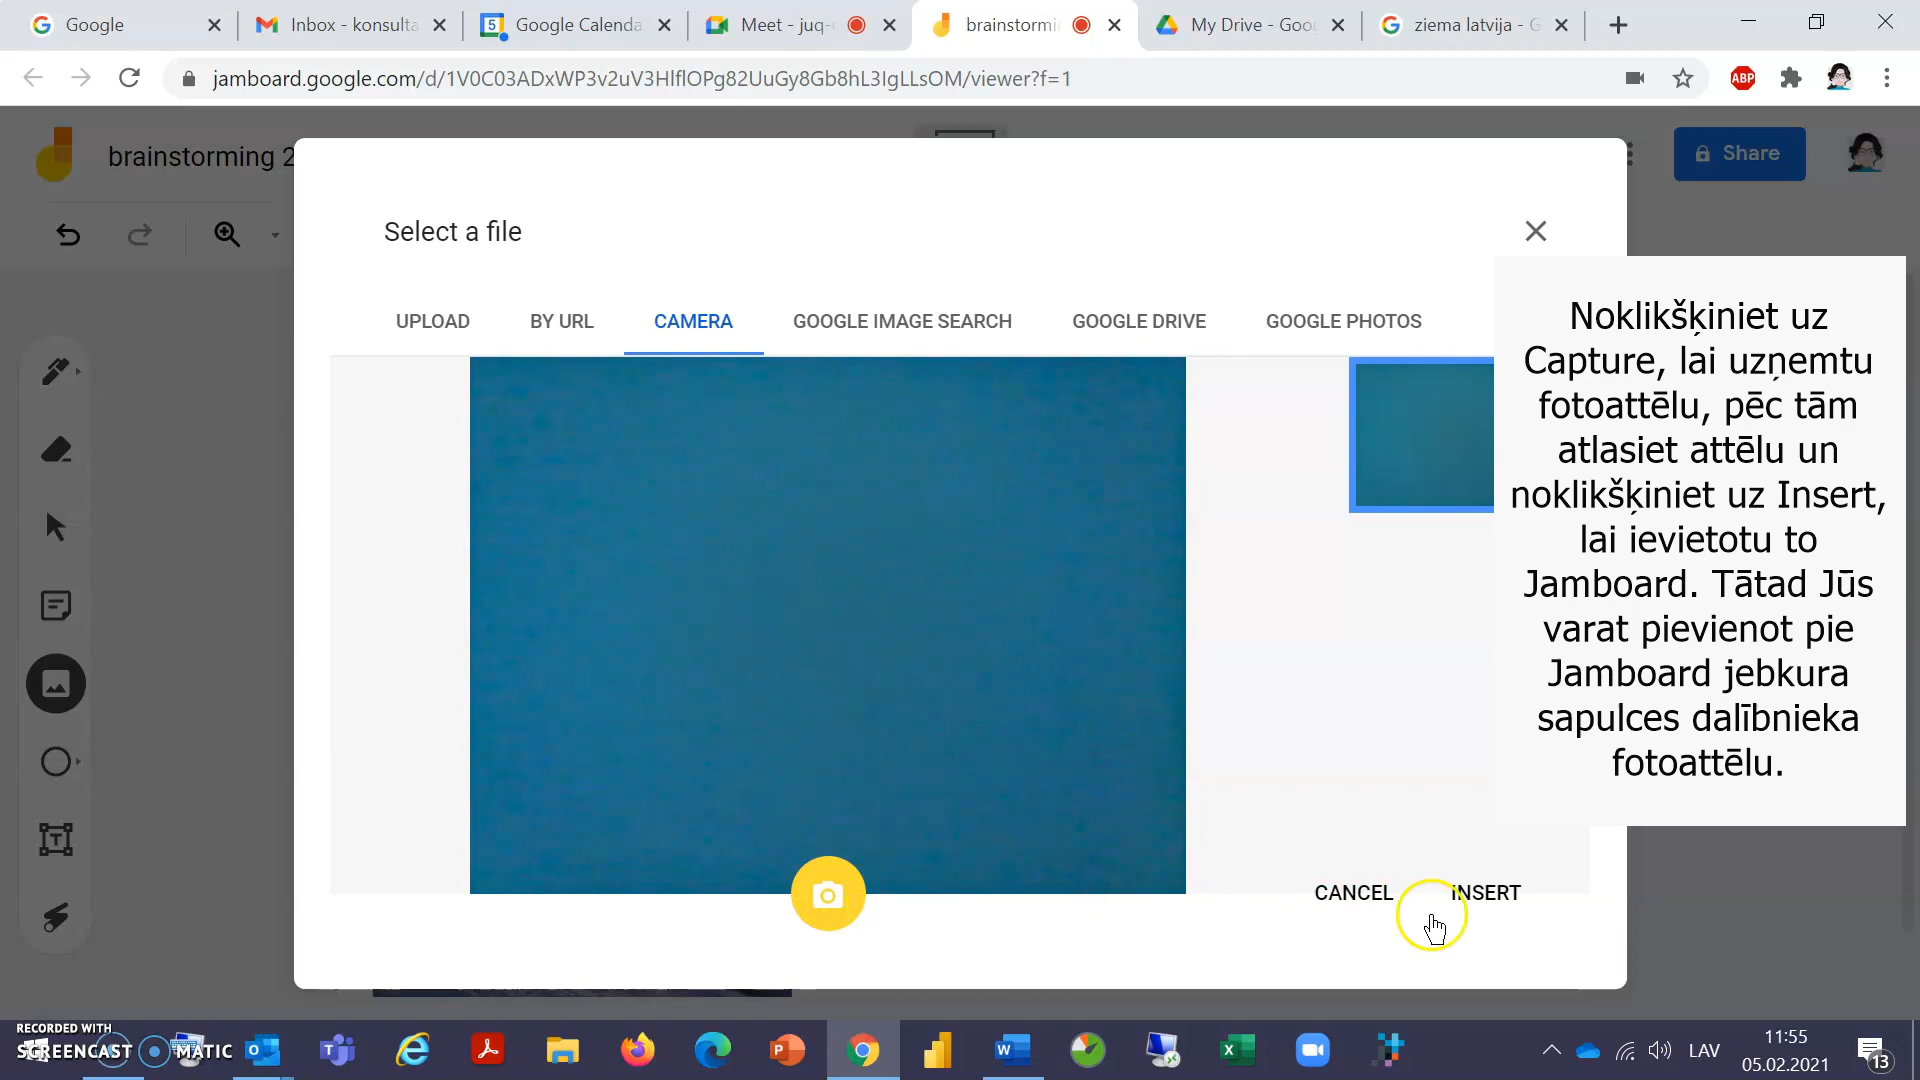 Google
Inbox - konsulta
Google Calenda
Meet - juq-
brainstormi
My Drive - Goo
ziema latvija - G
jamboard.google.com/d/1V0C03ADxWP3v2uV3HlflOPg82UuGy8Gb8hL3IgLLsOM/viewer?f=1
ABP
brainstorming 2
Share
Select a file
UPLOAD
BY URL
CAMERA
GOOGLE IMAGE SEARCH
GOOGLE DRIVE
GOOGLE PHOTOS
Noklikšķiniet uz
Capture, lai uzņemtu
fotoattēlu, pēc tām
atlasiet attēlu un
noklikšķiniet uz Insert,
lai ievietotu to
Jamboard. Tātad Jūs
varat pievienot pie
Jamboard jebkura
sapulces dalībnieka
fotoattēlu.
CANCEL
INSERT
RECORDED WITH
SCREENCAST MATIC
LAV
11:55
05.02.2021
13